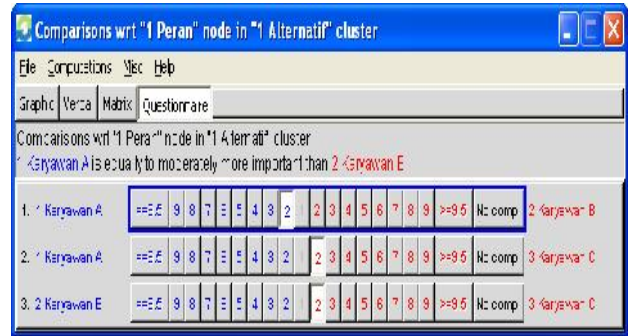 Comparisons wrt "1 Peran" node in "1 Alternatif" cluster
File Computations Misc Help
Graphic Verbal Matrix Questionnare
Comparisons wrt "1 Peran" node in "1 Alternatif" cluster
1 Karyawan A is equally to moderately more important than 2 Karyawan B
1. 1 Karyawan A >=9.5 9 8 7 6 5 4 3 2 1 2 3 4 5 6 7 8 9 >=9.5 No comp. 2 Karyawan B
2. 1 Karyawan A >=9.5 9 8 7 6 5 4 3 2 1 2 3 4 5 6 7 8 9 >=9.5 No comp. 3 Karyawan C
3. 2 Karyawan B >=9.5 9 8 7 6 5 4 3 2 1 2 3 4 5 6 7 8 9 >=9.5 No comp. 3 Karyawan C